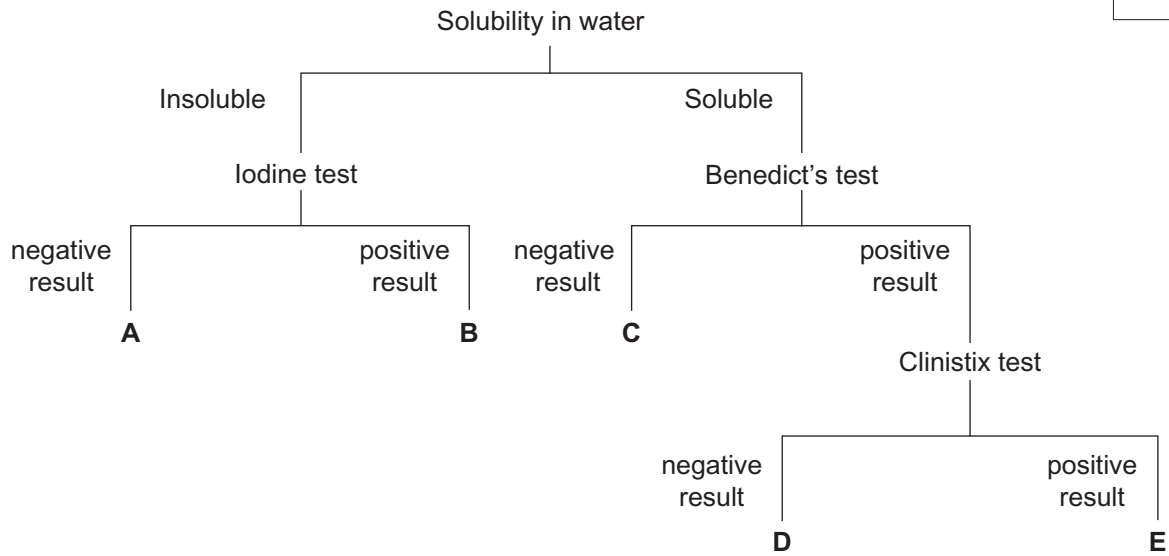 Solubility in water
Insoluble
Soluble
Iodine test
Benedict’s test
negative
result
positive
result
negative
result
positive
result
A
B
C
Clinistix test
negative
result
positive
result
D
E